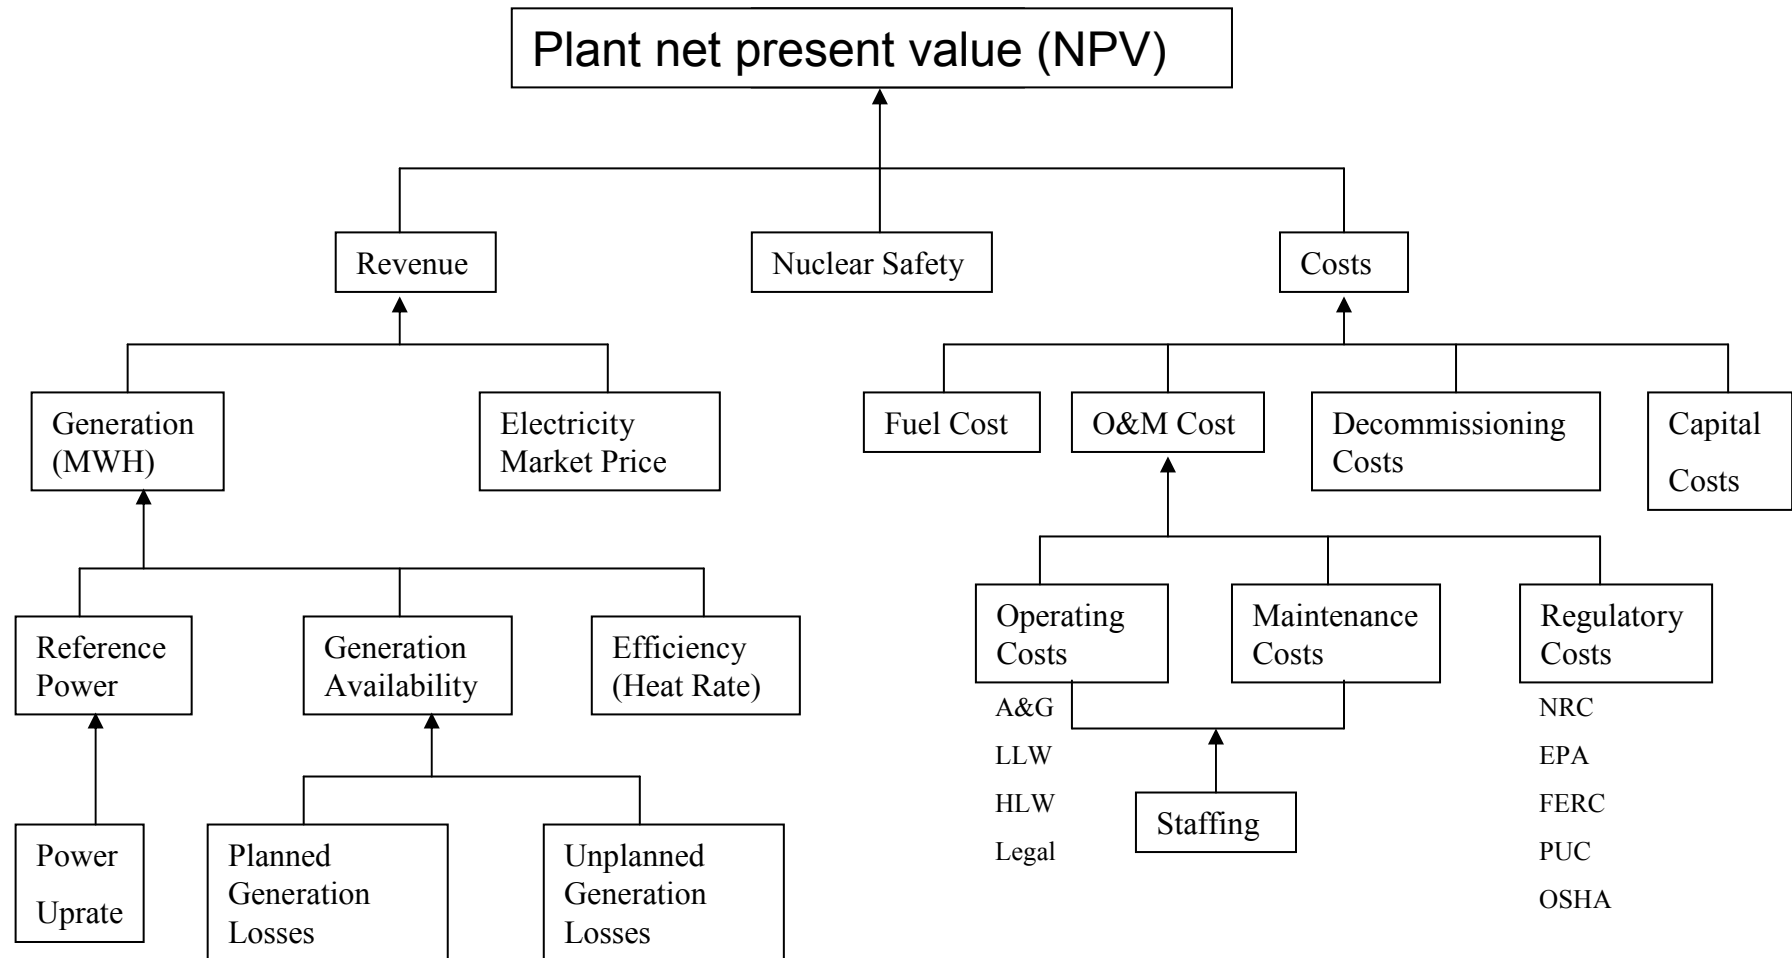 Plant net present value (NPV)
Revenue
Nuclear Safety
Costs
Generation
(MWH)
Electricity
Market Price
Fuel Cost
O&M Cost
Decommissioning
Costs
Capital
Costs
Reference
Power
Generation
Availability
Efficiency
(Heat Rate)
Operating
Costs
Maintenance
Costs
Regulatory
Costs
A&G
LLW
HLW
Legal
NRC
EPA
FERC
PUC
OSHA
Staffing
Power
Uprate
Planned
Generation
Losses
Unplanned
Generation
Losses